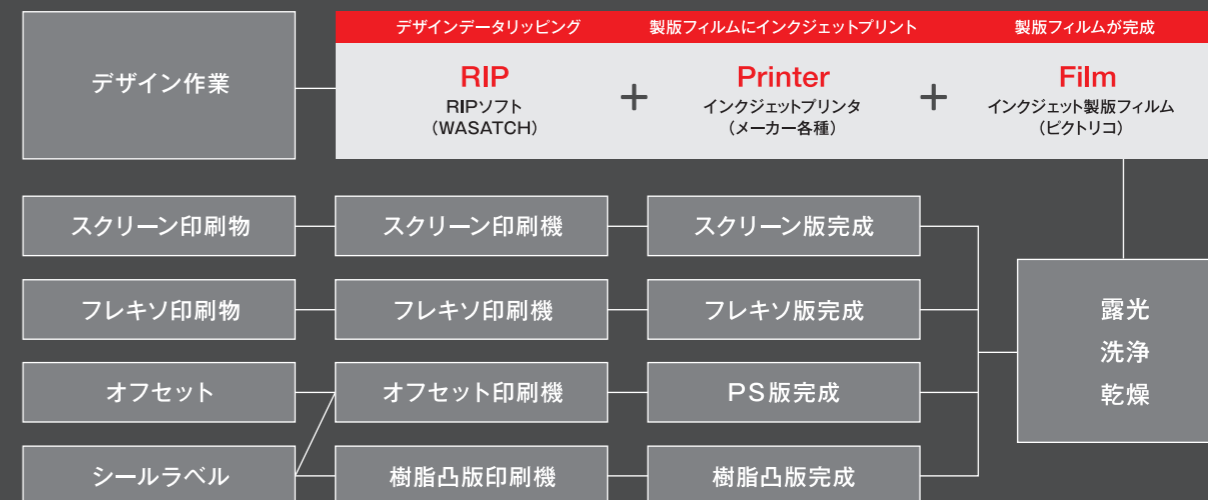 デザイン作業
デザインデータリッピング
製版フィルムにインクジェットプリント
製版フィルムが完成
RIP
RIPソフト
(WASATCH)
+
Printer
インクジェットプリンタ
(メーカー各種)
+
Film
インクジェット製版フィルム
(ピクトリコ)
スクリーン印刷物
スクリーン印刷機
スクリーン版完成
フレキソ印刷物
フレキソ印刷機
フレキソ版完成
オフセット
オフセット印刷機
PS版完成
シールラベル
樹脂凸版印刷機
樹脂凸版完成
露光
洗浄
乾燥